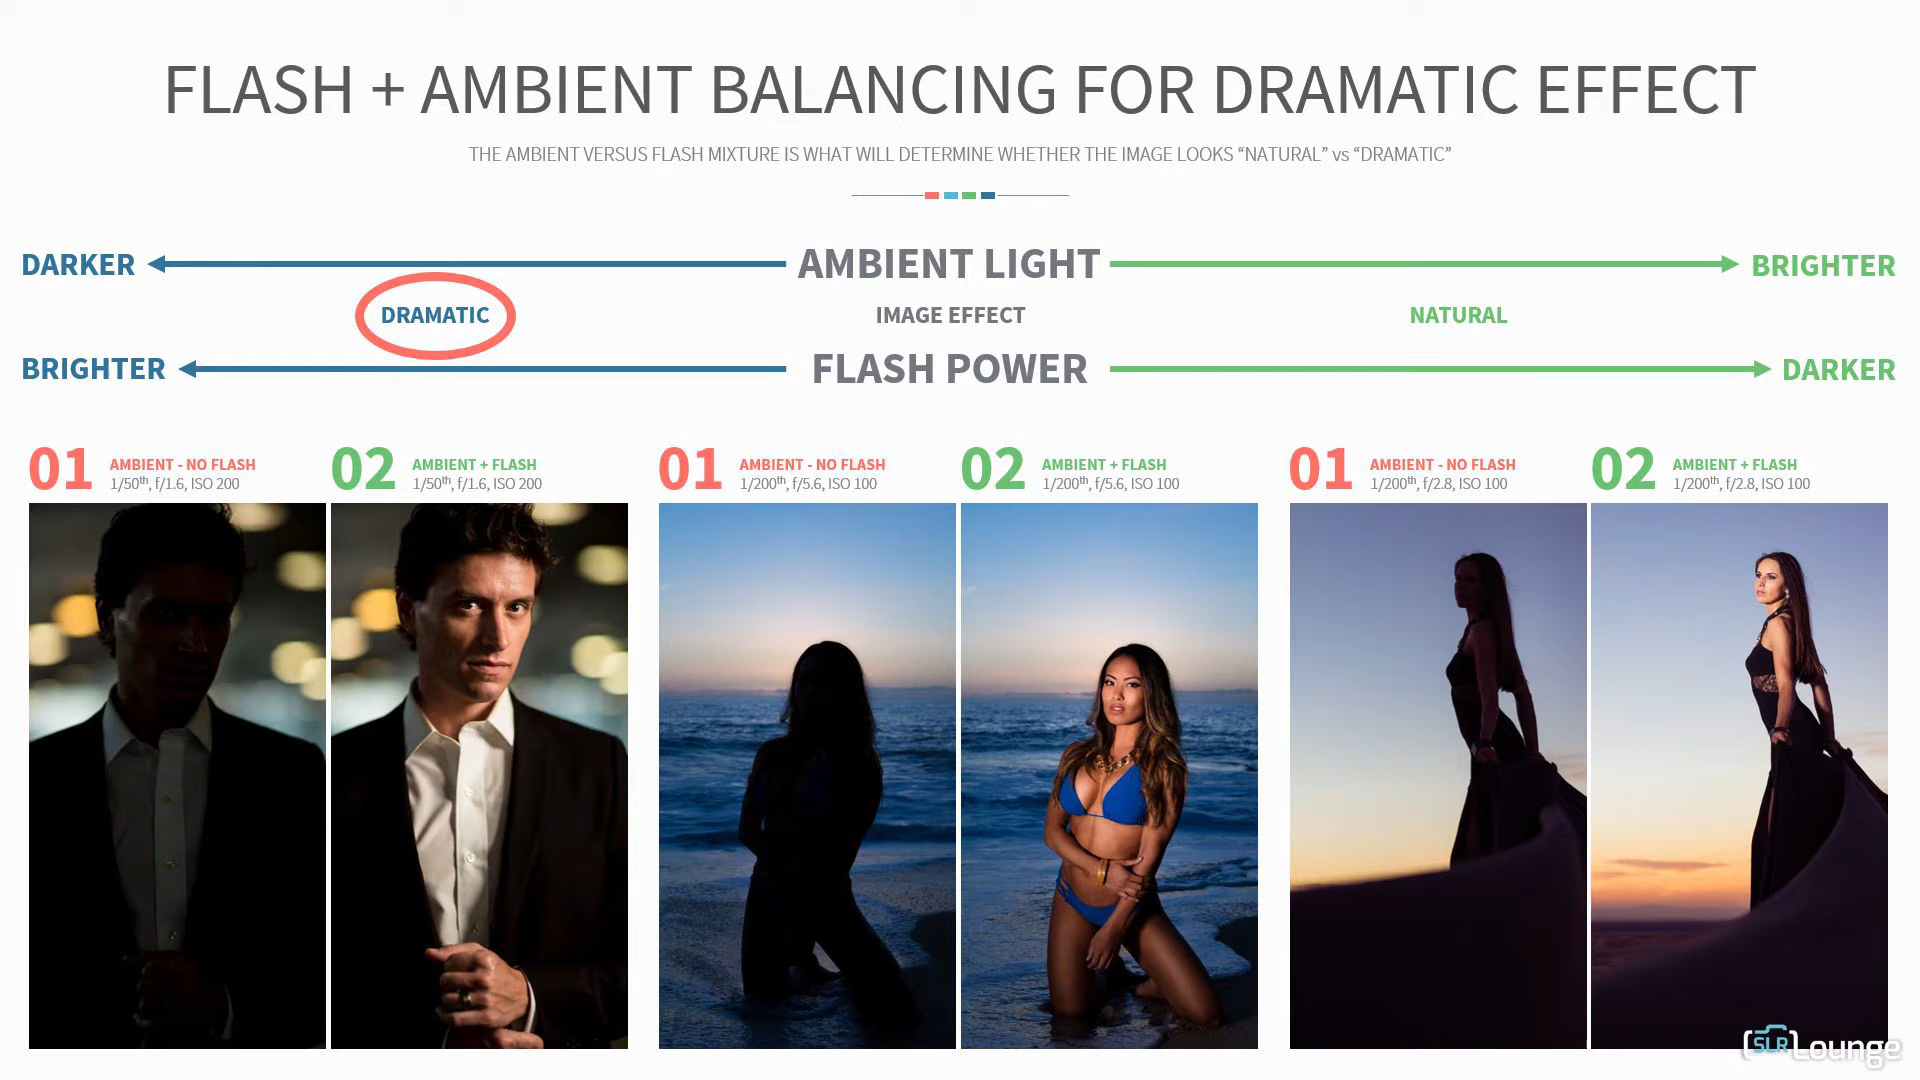 FLASH + AMBIENT BALANCING FOR DRAMATIC EFFECT
THE AMBIENT VERSUS FLASH MIXTURE IS WHAT WILL DETERMINE WHETHER THE IMAGE LOOKS “NATURAL” vs “DRAMATIC”
DARKER AMBIENT LIGHT BRIGHTER
DRAMATIC IMAGE EFFECT NATURAL
BRIGHTER FLASH POWER DARKER
01 AMBIENT - NO FLASH
1/50th, f/1.6, ISO 200
02 AMBIENT + FLASH
1/50th, f/1.6, ISO 200
01 AMBIENT - NO FLASH
1/200th, f/5.6, ISO 100
02 AMBIENT + FLASH
1/200th, f/5.6, ISO 100
01 AMBIENT - NO FLASH
1/200th, f/2.8, ISO 100
02 AMBIENT + FLASH
1/200th, f/2.8, ISO 100
SLR Lounge